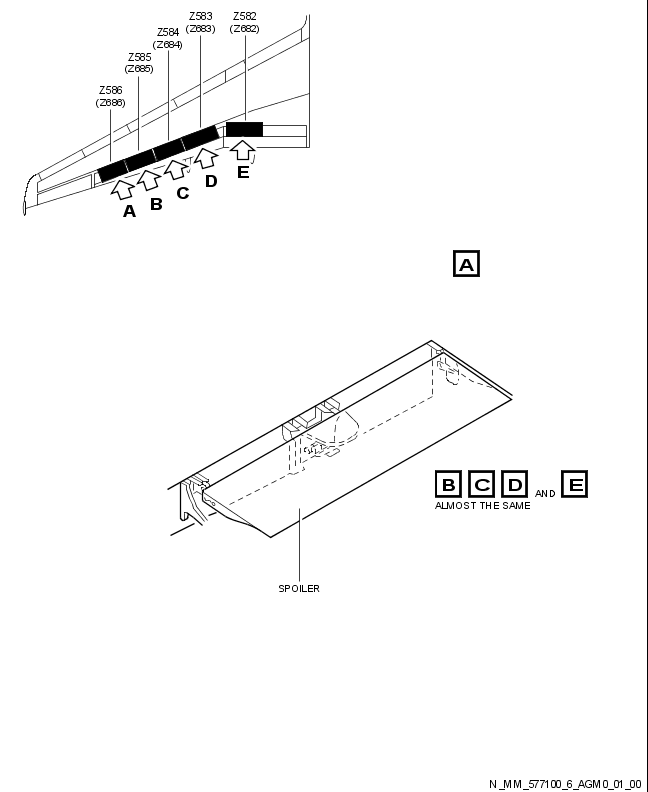 Z583
(Z683)
Z582
(Z682)
Z584
(Z684)
Z585
(Z685)
Z586
(Z686)
A
B
C
D
E
A
B C D AND E
ALMOST THE SAME
SPOILER
N_MM_577100_6_AGM0_01_00